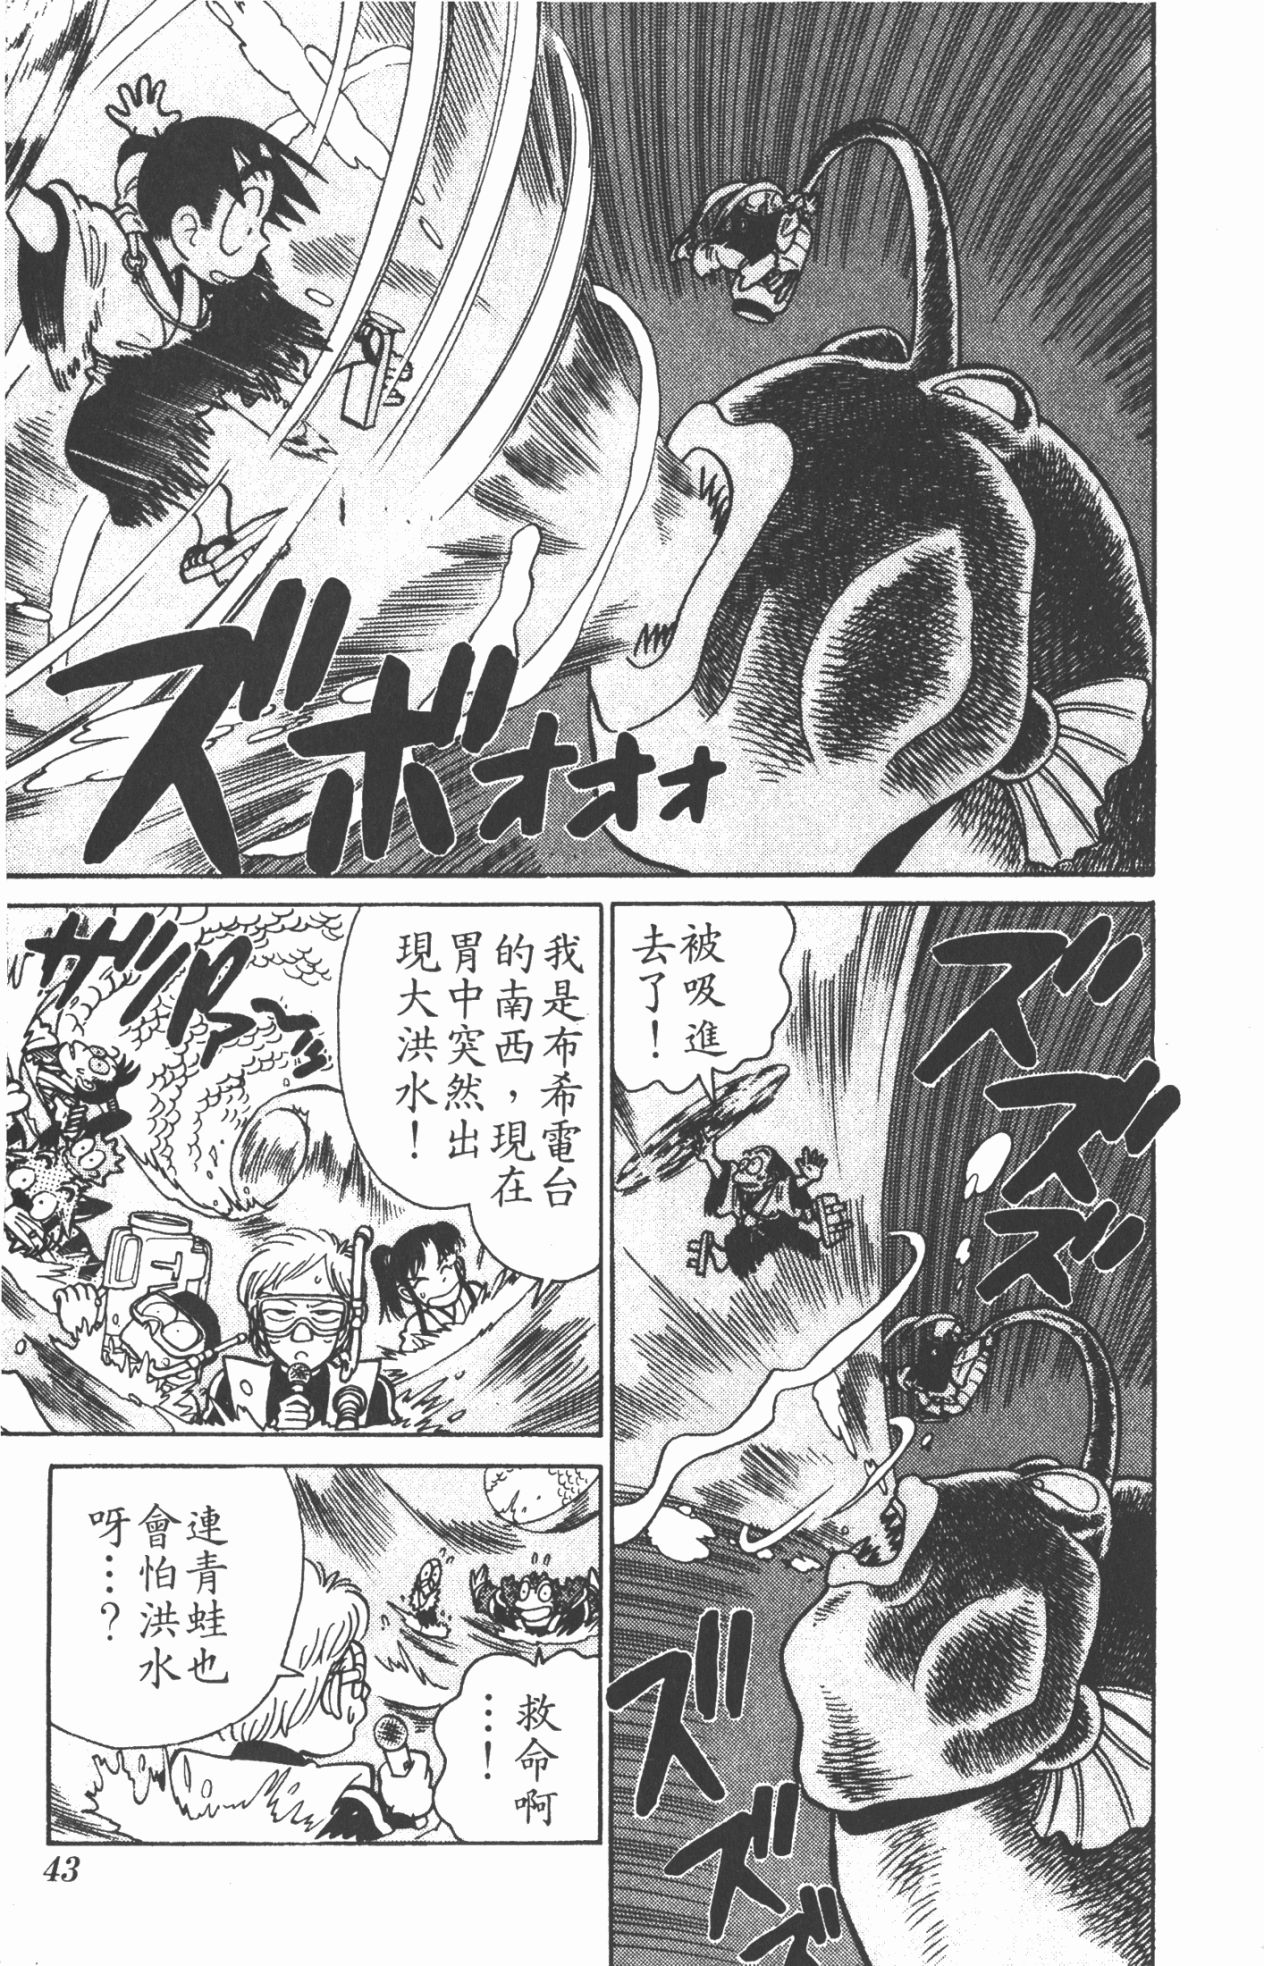 ズボオオオ
ズズズ
被吸進
去了！
ズズズ
我是布希電台
的南西，現在
胃中突然出
現大洪水！
ザバァ〜
救命啊
…！
連青蛙也
會怕洪水
呀…？
43